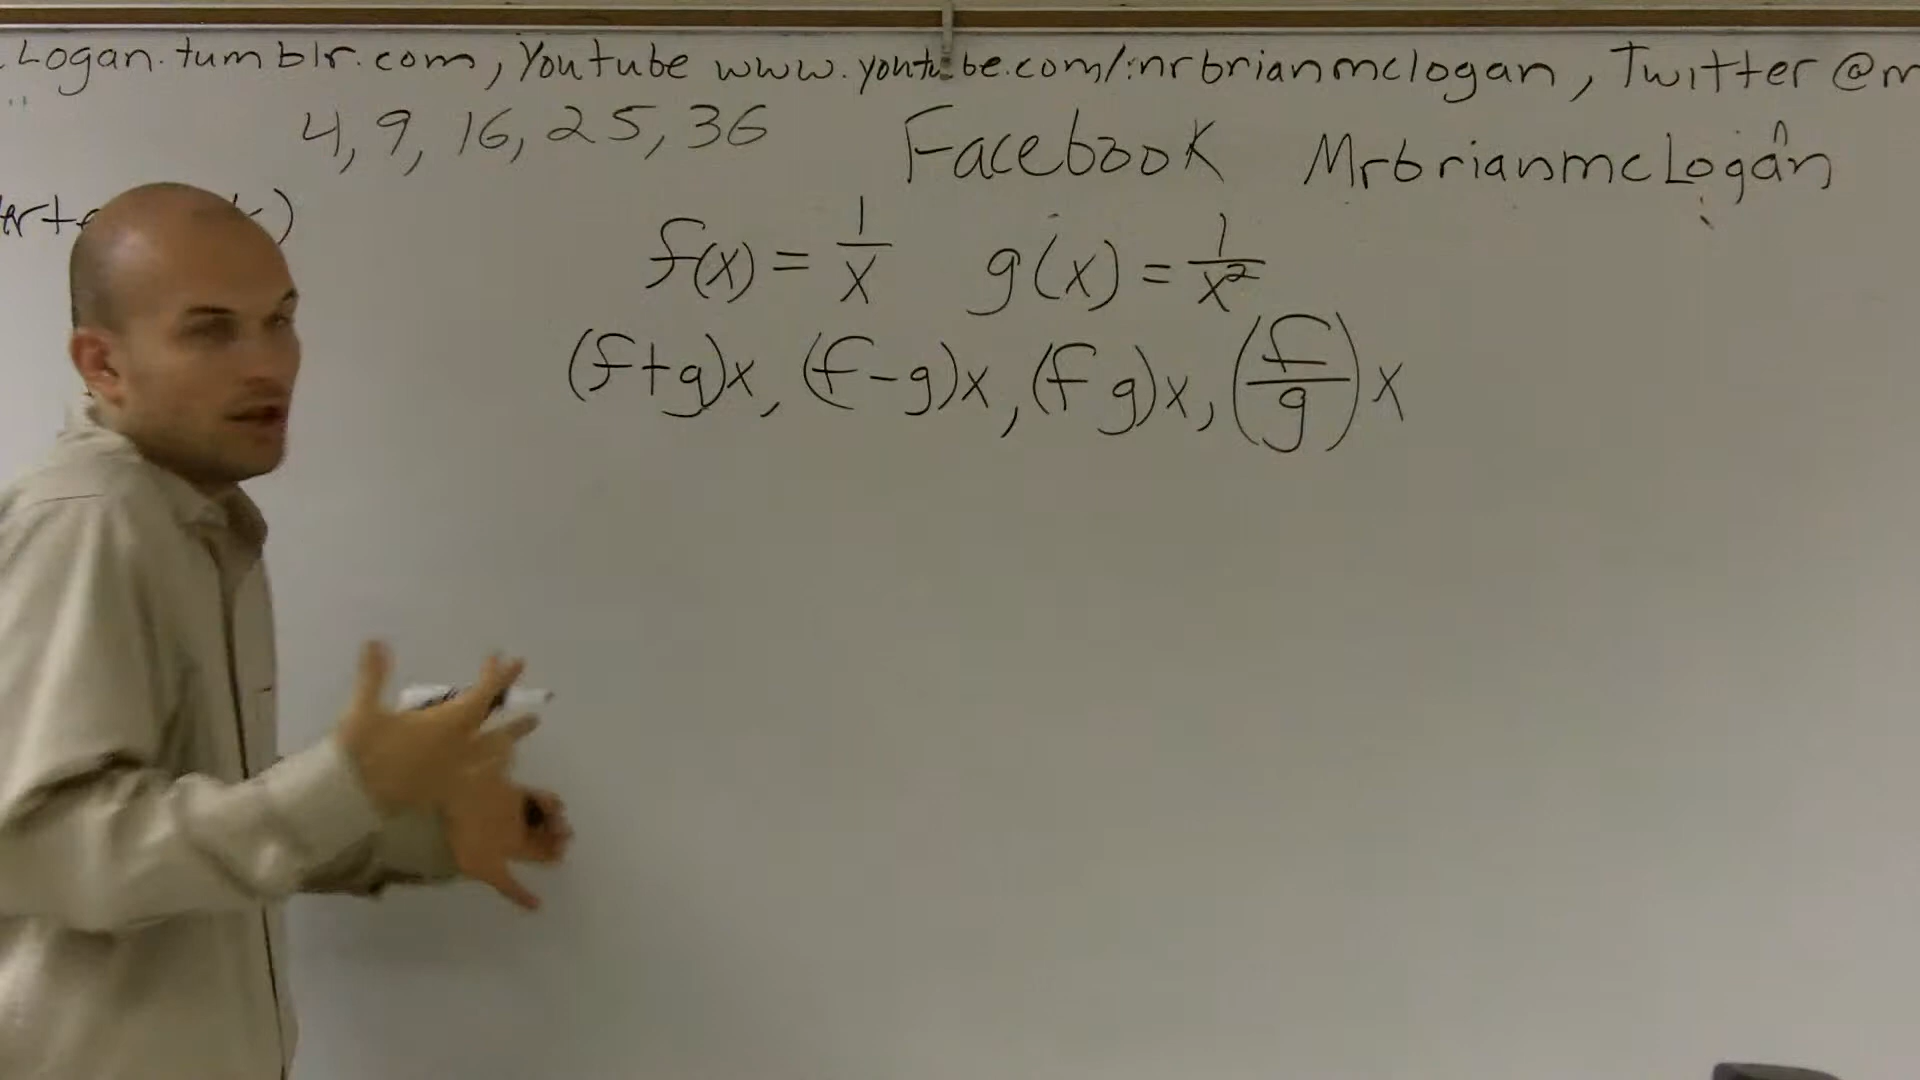 Logan.tumblr.com, Youtube www.youtube.com/mrbrianmclogan, Twitter @m
4, 9, 16, 25, 36 Facebook MrbrianmcLogan
f(x) = 1/x g(x) = 1/x²
(f+g)x, (f-g)x, (f g)x, (f/g)x